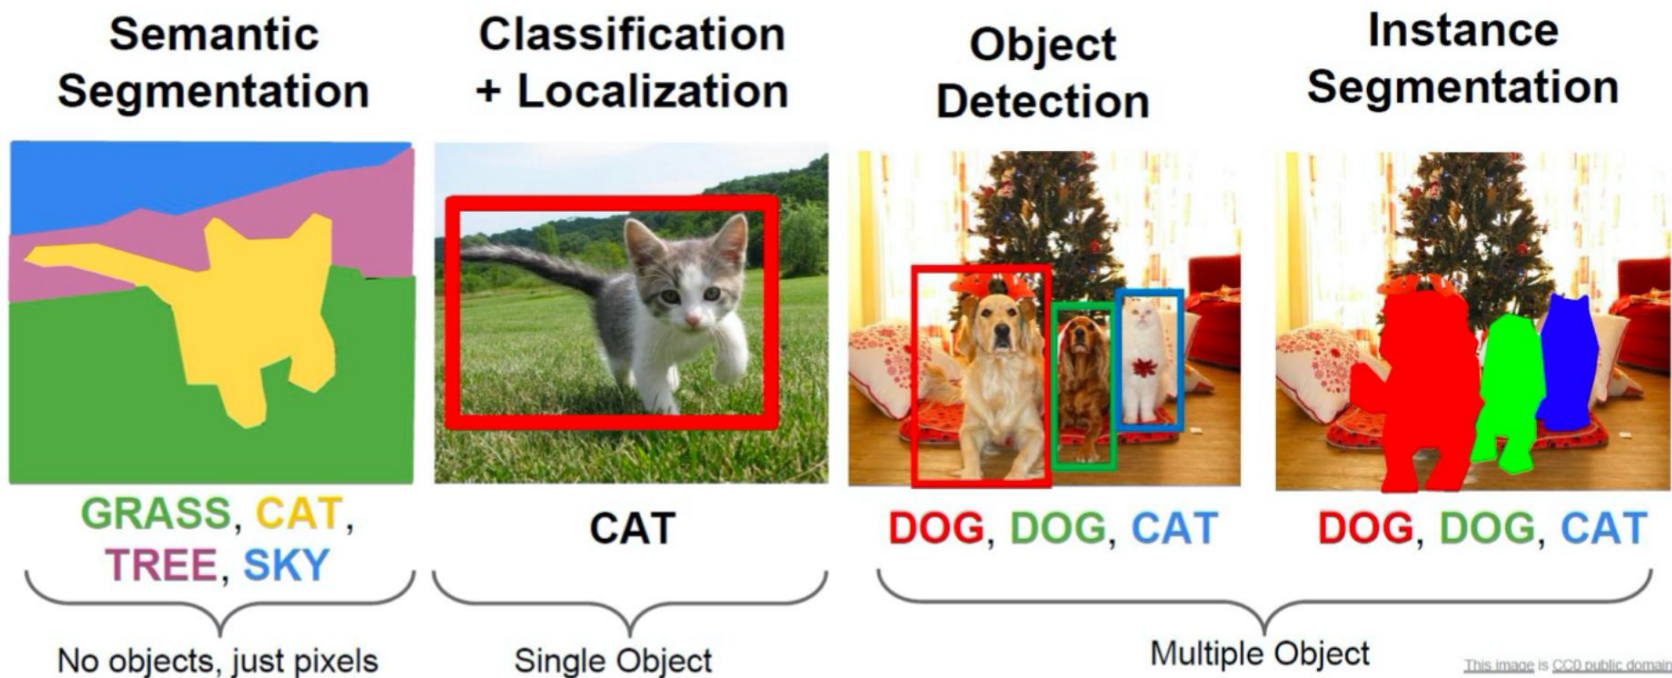 Semantic
Segmentation
Classification
+ Localization
Object
Detection
Instance
Segmentation
GRASS, CAT,
TREE, SKY
CAT
DOG, DOG, CAT
DOG, DOG, CAT
No objects, just pixels
Single Object
Multiple Object
This image is CC0 public domain